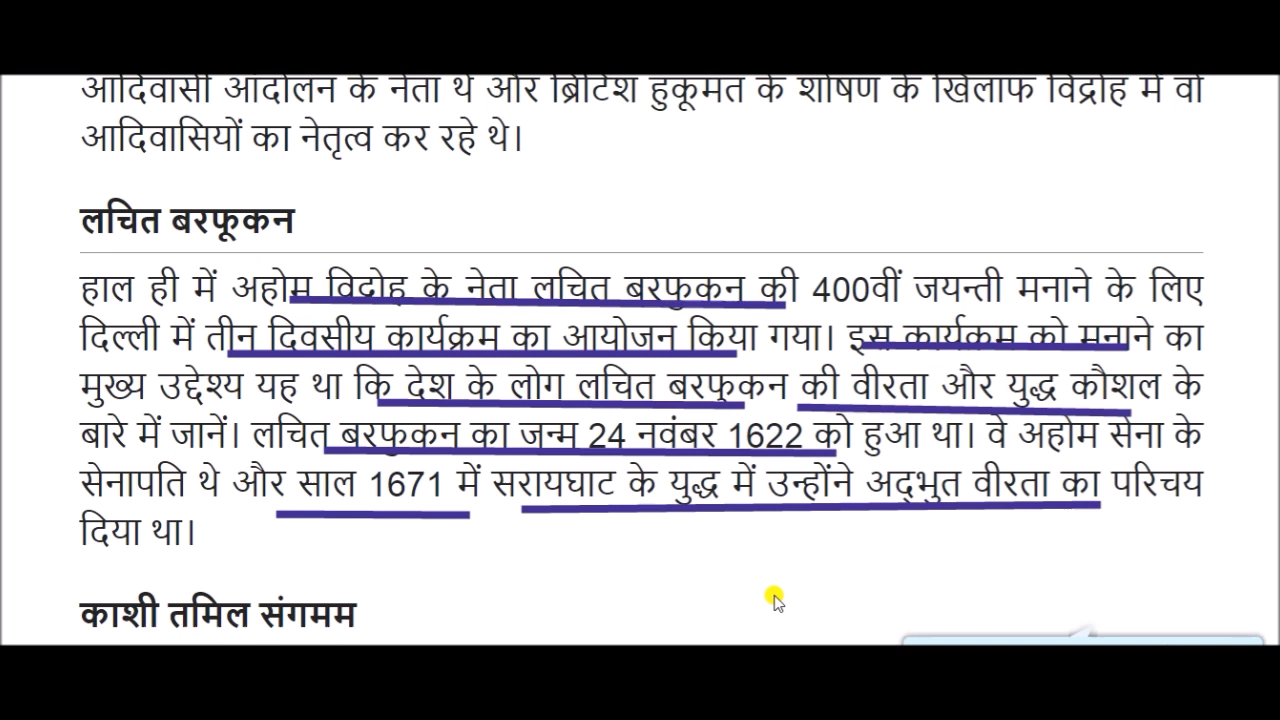 आदिवासी आंदोलन के नेता थे और ब्रिटिश हुकूमत के शोषण के खिलाफ विद्रोह में वो
आदिवासियों का नेतृत्व कर रहे थे।
लचित बरफूकन
हाल ही में अहोम विद्रोह के नेता लचित बरफुकन की 400वीं जयन्ती मनाने के लिए
दिल्ली में तीन दिवसीय कार्यक्रम का आयोजन किया गया। इस कार्यक्रम को मनाने का
मुख्य उद्देश्य यह था कि देश के लोग लचित बरफुकन की वीरता और युद्ध कौशल के
बारे में जानें। लचित बरफुकन का जन्म 24 नवंबर 1622 को हुआ था। वे अहोम सेना के
सेनापति थे और साल 1671 में सरायघाट के युद्ध में उन्होंने अद्भुत वीरता का परिचय
दिया था।
काशी तमिल संगमम